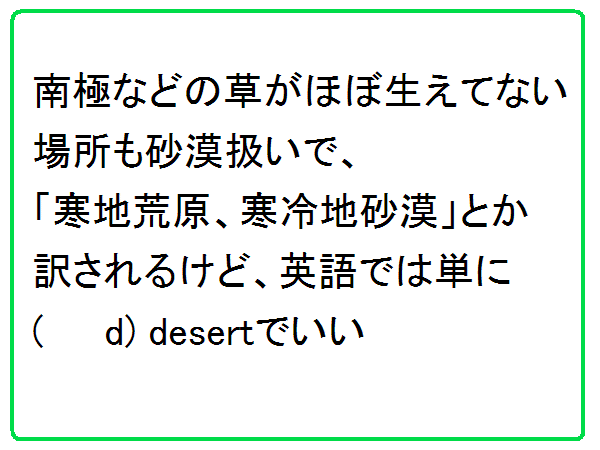 南極などの草がほぼ生えてない
場所も砂漠扱いで、
「寒地荒原、寒冷地砂漠」とか
訳されるけど、英語では単に
(　　d) desertでいい